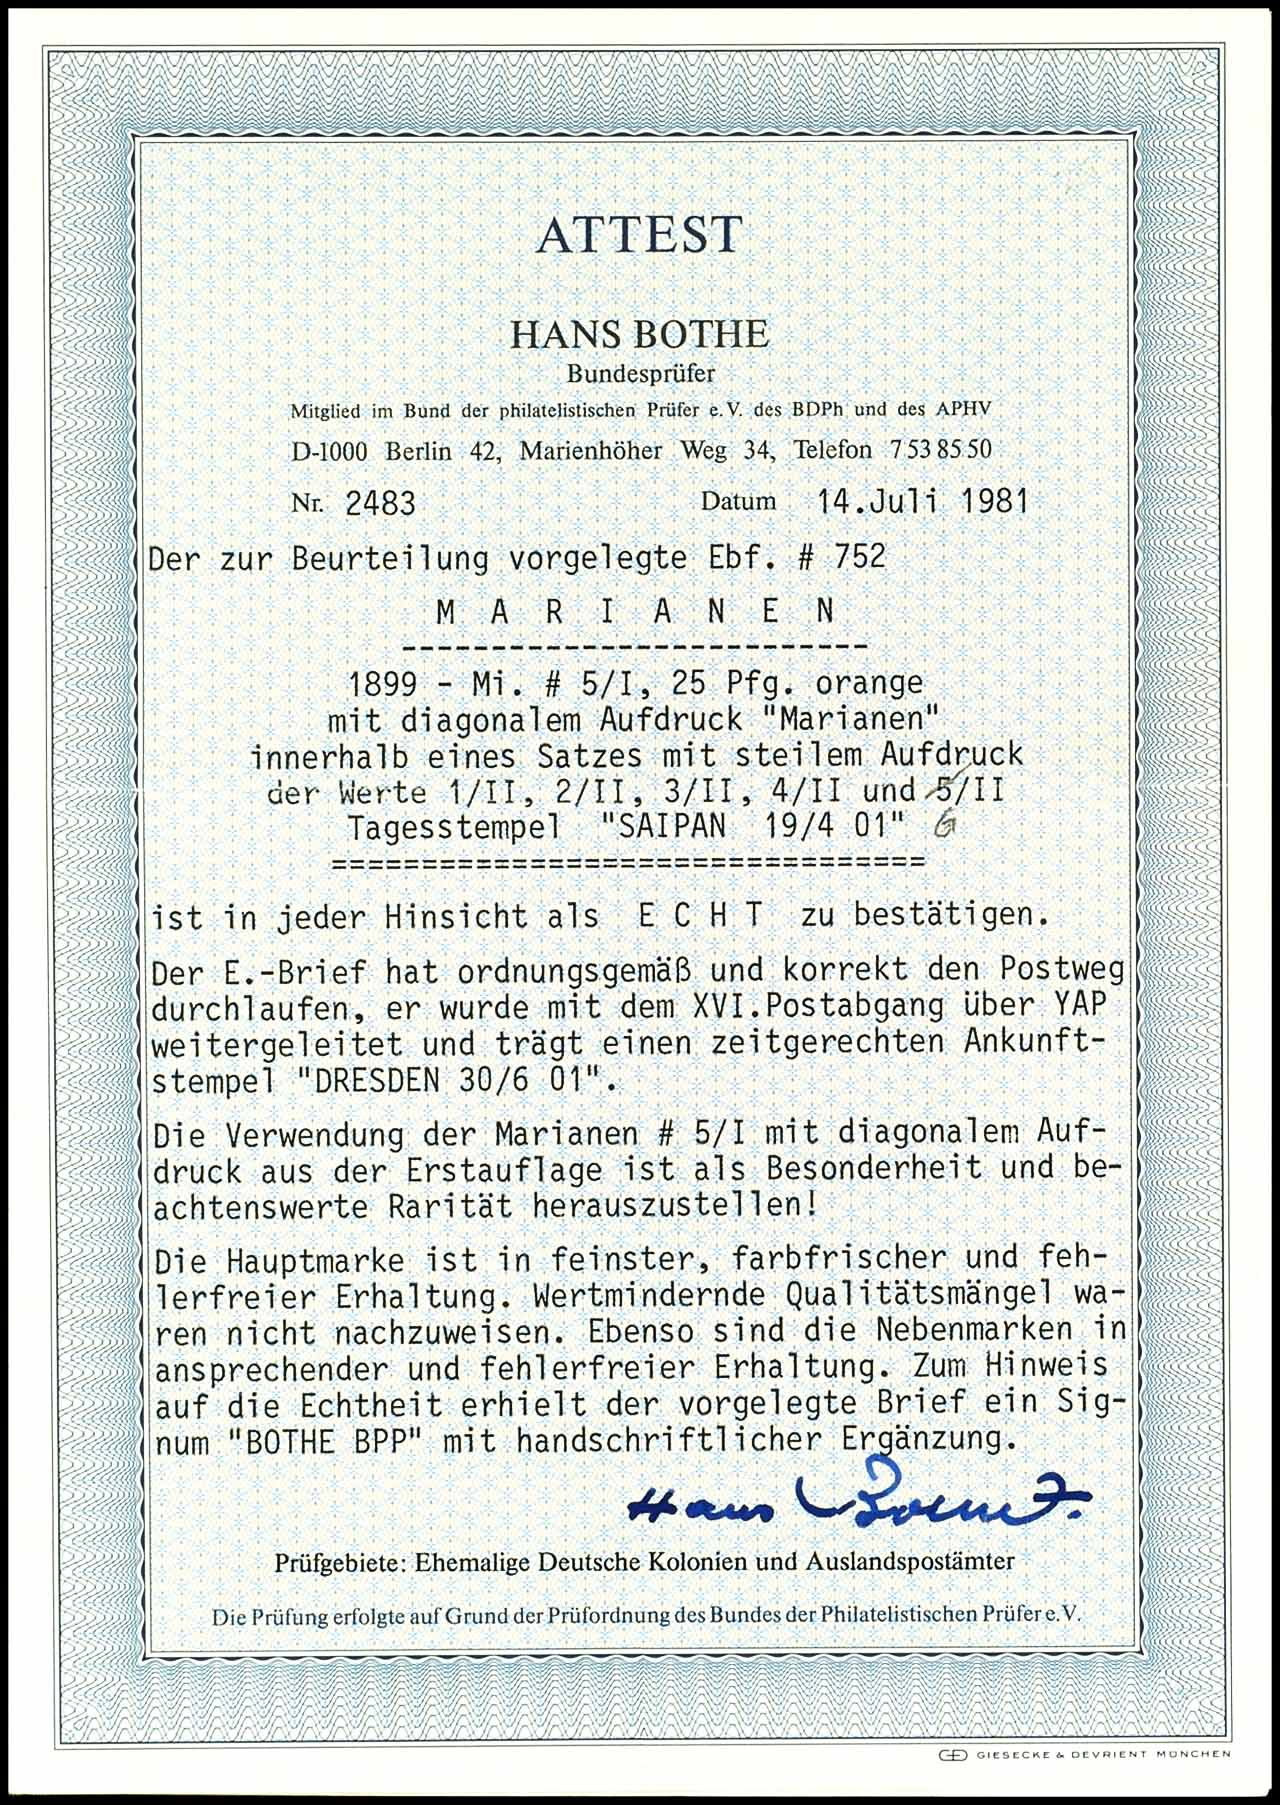 ATTEST
HANS BOTHE
Bundesprüfer
Mitglied im Bund der philatelistischen Prüfer e.V. des BDPh und des APHV
D-1000 Berlin 42, Marienhöher Weg 34, Telefon 7 53 85 50
Nr. 2483 Datum 14.Juli 1981
Der zur Beurteilung vorgelegte Ebf. # 752
M A R I A N E N
--------------------------
1899 - Mi. # 5/I, 25 Pfg. orange
mit diagonalem Aufdruck "Marianen"
innerhalb eines Satzes mit steilem Aufdruck
der Werte 1/II, 2/II, 3/II, 4/II und 5/II
Tagesstempel "SAIPAN 19/4 01" 6
=================================
ist in jeder Hinsicht als E C H T zu bestätigen.
Der E.-Brief hat ordnungsgemäß und korrekt den Postweg
durchlaufen, er wurde mit dem XVI.Postabgang über YAP
weitergeleitet und trägt einen zeitgerechten Ankunft-
stempel "DRESDEN 30/6 01".
Die Verwendung der Marianen # 5/I mit diagonalem Auf-
druck aus der Erstauflage ist als Besonderheit und be-
achtenswerte Rarität herauszustellen!
Die Hauptmarke ist in feinster, farbfrischer und feh-
lerfreier Erhaltung. Wertmindernde Qualitätsmängel wa-
ren nicht nachzuweisen. Ebenso sind die Nebenmarken in
ansprechender und fehlerfreier Erhaltung. Zum Hinweis
auf die Echtheit erhielt der vorgelegte Brief ein Sig-
num "BOTHE BPP" mit handschriftlicher Ergänzung.
Hans Bothe
Prüfgebiete: Ehemalige Deutsche Kolonien und Auslandspostämter
Die Prüfung erfolgte auf Grund der Prüfordnung des Bundes der Philatelistischen Prüfer e.V.
GIESECKE & DEVRIENT MÜNCHEN